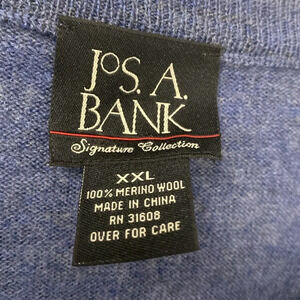 JOS. A.
BANK
Signature Collection
XXL
100% MERINO WOOL
MADE IN CHINA
RN 31608
OVER FOR CARE